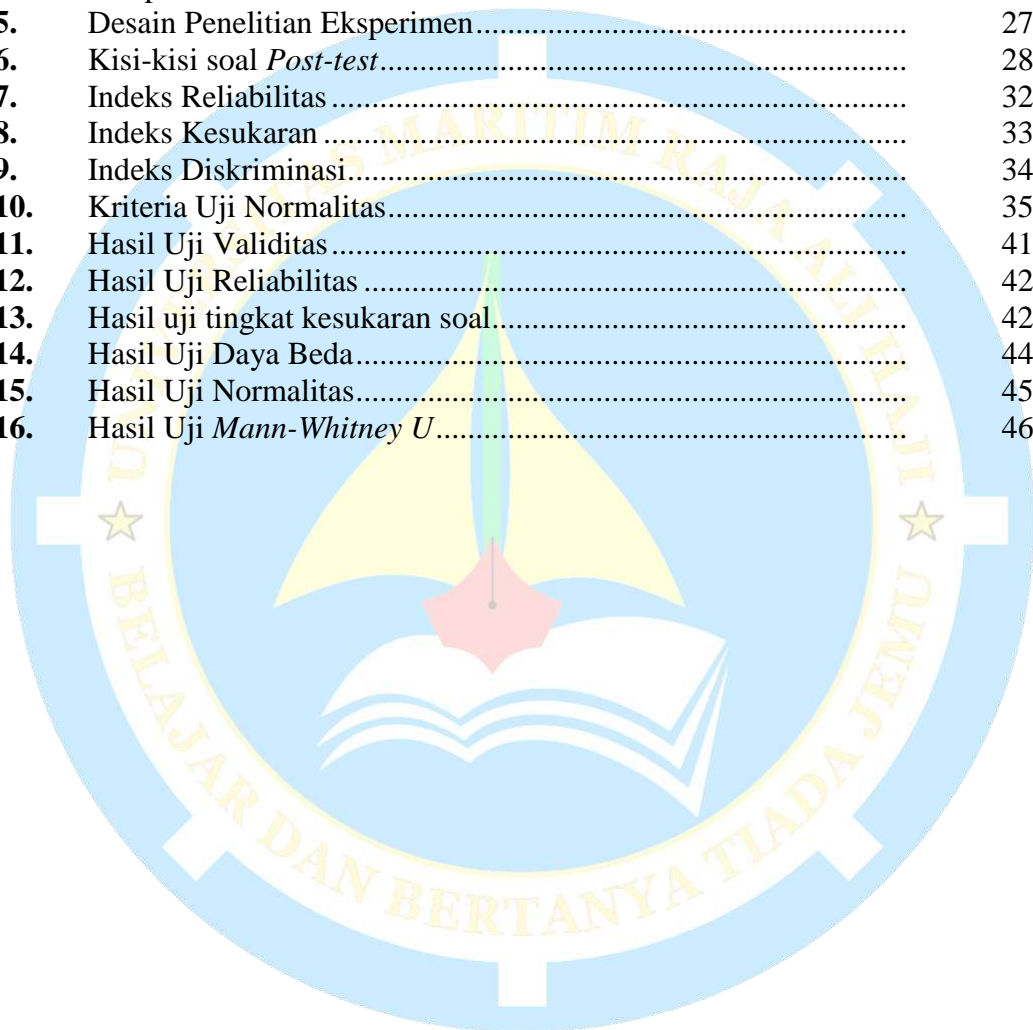 5. Desain Penelitian Eksperimen........................................................ 27
6. Kisi-kisi soal Post-test.................................................................... 28
7. Indeks Reliabilitas.......................................................................... 32
8. Indeks Kesukaran........................................................................... 33
9. Indeks Diskriminasi........................................................................ 34
10. Kriteria Uji Normalitas.................................................................. 35
11. Hasil Uji Validitas.......................................................................... 41
12. Hasil Uji Reliabilitas...................................................................... 42
13. Hasil uji tingkat kesukaran soal...................................................... 42
14. Hasil Uji Daya Beda....................................................................... 44
15. Hasil Uji Normalitas....................................................................... 45
16. Hasil Uji Mann-Whitney U............................................................. 46
UNIVERSITAS MARITIM RAJA ALI HAJI
BELAJAR DAN BERTANYA TIADA JEMU